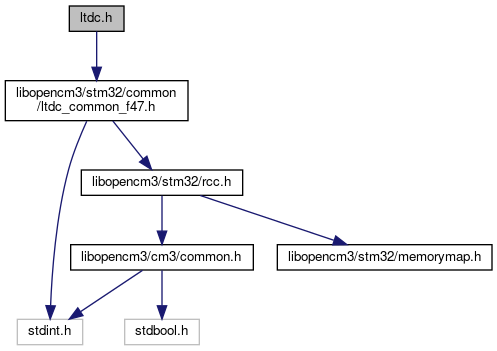 ltdc.h
libopencm3/stm32/common
/ltdc_common_f47.h
libopencm3/stm32/rcc.h
libopencm3/cm3/common.h
libopencm3/stm32/memorymap.h
stdint.h
stdbool.h